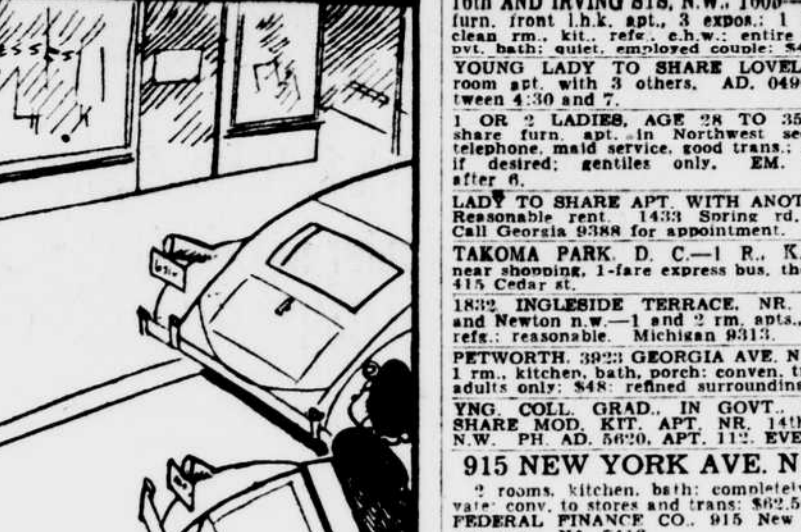 16th AND IRVING STS. N.W., 1000—
furn. front l.h.k. apt., 3 expos.; 1
clean rm., kit., refg., c.h.w.; entire
pvt. bath; quiet, employed couple;
YOUNG LADY TO SHARE LOVEL
room apt. with 3 others. AD. 049
tween 4:30 and 7.
1 OR 2 LADIES, AGE 28 TO 35
share furn. apt. in Northwest se
telephone, maid service, good trans.;
if desired; gentiles only. EM.
after 6.
LADY TO SHARE APT. WITH ANOT
Reasonable rent. 1433 Spring rd.
Call Georgia 9388 for appointment.
TAKOMA PARK, D. C.—1 R., K.
near shopping, 1-fare express bus, th
415 Cedar st.
1832 INGLESIDE TERRACE, NR.
and Newton n.w.—1 and 2 rm. apts.,
refg.; reasonable. Michigan 9313.
PETWORTH, 3923 GEORGIA AVE. N
1 rm., kitchen, bath, porch; conven. t
adults only; $48; refined surroundin
YNG. COLL. GRAD., IN GOVT.,
SHARE MOD. KIT. APT. NR. 14th
N.W. PH. AD. 5620, APT. 112. EVE
915 NEW YORK AVE. N
2 rooms, kitchen, bath; completely
vate; conv. to stores and trans; $62.5
FEDERAL FINANCE CO., 915 New